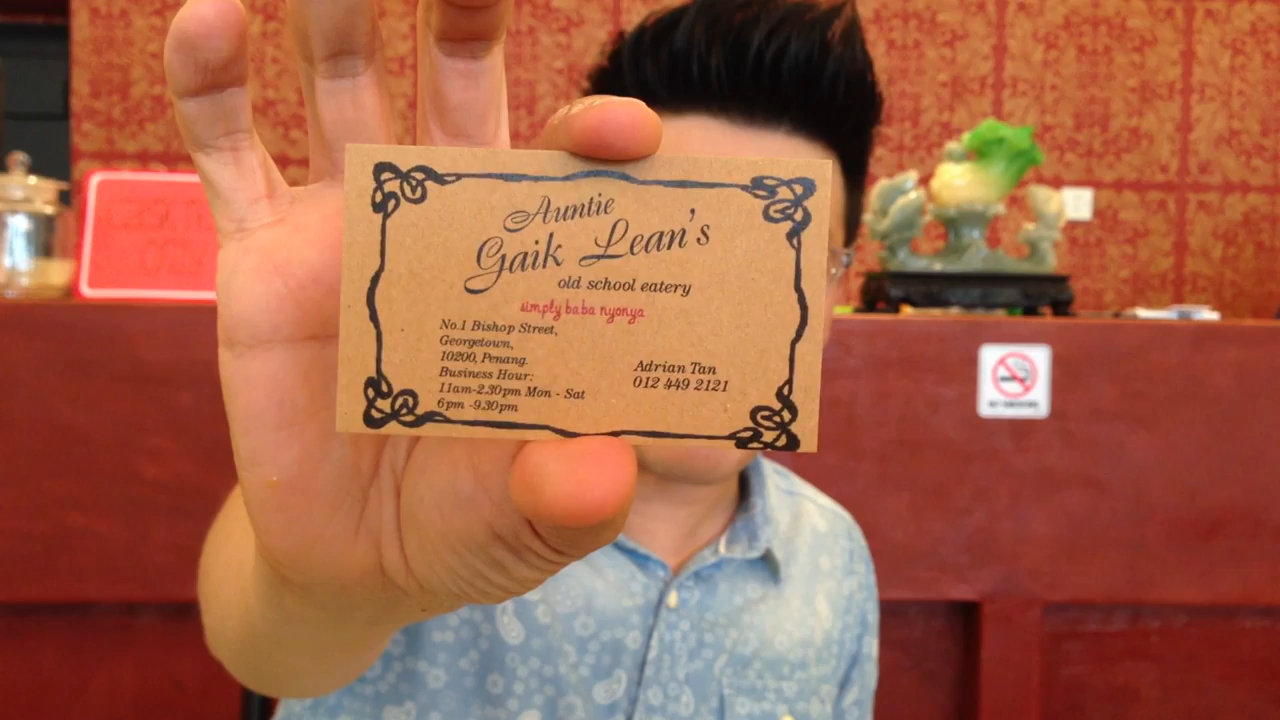 Auntie
Gaik Lean's
old school eatery
simply baba nyonya
No.1 Bishop Street,
Georgetown,
10200, Penang.
Business Hour:
11am-2.30pm Mon - Sat
6pm -9.30pm
Adrian Tan
012 449 2121